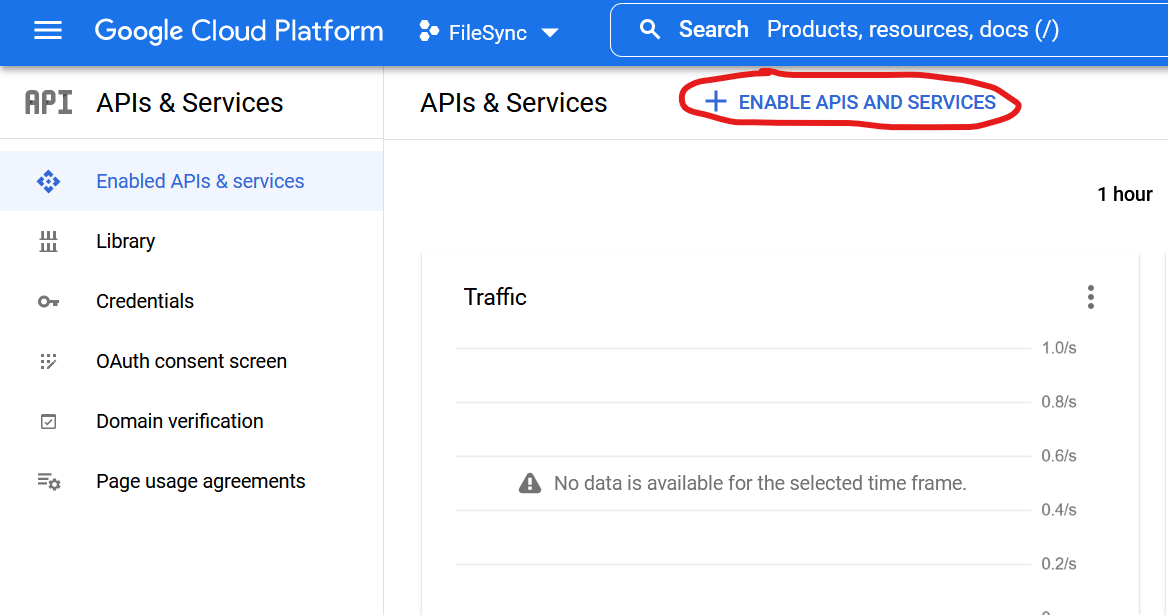 Google Cloud Platform
FileSync
Search Products, resources, docs (/)
API APIs & Services
APIs & Services
ENABLE APIS AND SERVICES
Enabled APIs & services
Library
Credentials
OAuth consent screen
Domain verification
Page usage agreements
1 hour
Traffic
1.0/s
0.8/s
0.6/s
No data is available for the selected time frame.
0.4/s
0.2/s